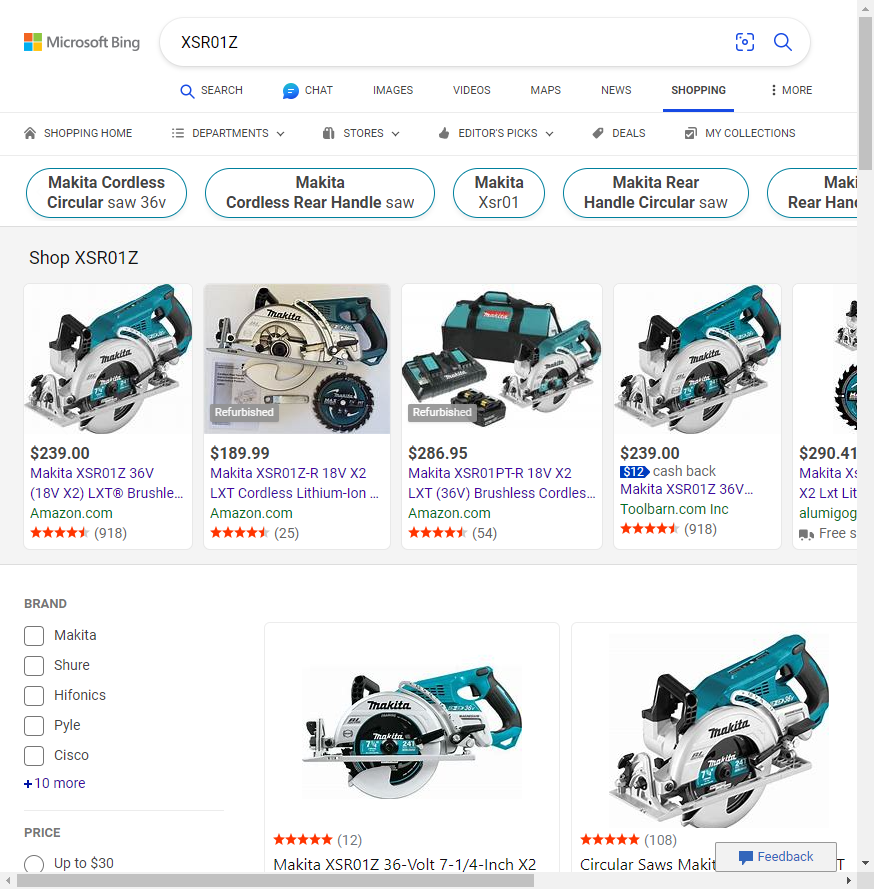 Microsoft Bing
XSR01Z
SEARCH
CHAT
IMAGES
VIDEOS
MAPS
NEWS
SHOPPING
MORE
SHOPPING HOME
DEPARTMENTS
STORES
EDITOR'S PICKS
DEALS
MY COLLECTIONS
Makita Cordless
Circular saw 36v
Makita
Cordless Rear Handle saw
Makita
Xsr01
Makita Rear
Handle Circular saw
Shop XSR01Z
$239.00
Makita XSR01Z 36V
(18V X2) LXT® Brushle...
Amazon.com
(918)
Refurbished
$189.99
Makita XSR01Z-R 18V X2
LXT Cordless Lithium-Ion ...
Amazon.com
(25)
Refurbished
$286.95
Makita XSR01PT-R 18V X2
LXT (36V) Brushless Cordles...
Amazon.com
(54)
$239.00
$12 cash back
Makita XSR01Z 36V...
Toolbarn.com Inc
(918)
$290.41
Makita Xs
X2 Lxt Lit
alumigog
Free s
BRAND
Makita
Shure
Hifonics
Pyle
Cisco
+10 more
PRICE
Up to $30
(12)
Makita XSR01Z 36-Volt 7-1/4-Inch X2
(108)
Circular Saws Makit
Feedback